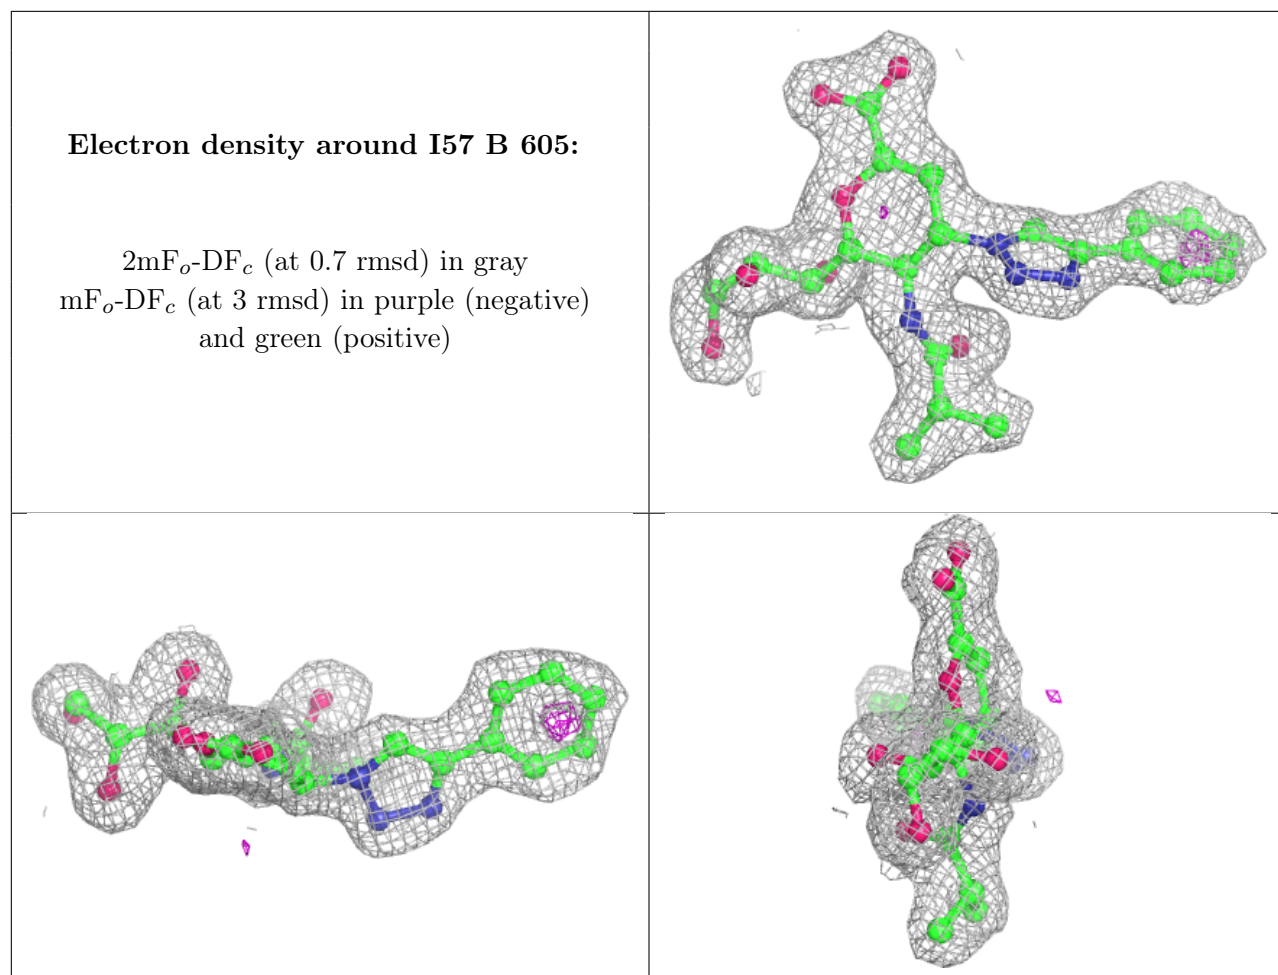 Electron density around I57 B 605:
2mFo-DFc (at 0.7 rmsd) in gray
mFo-DFc (at 3 rmsd) in purple (negative)
and green (positive)